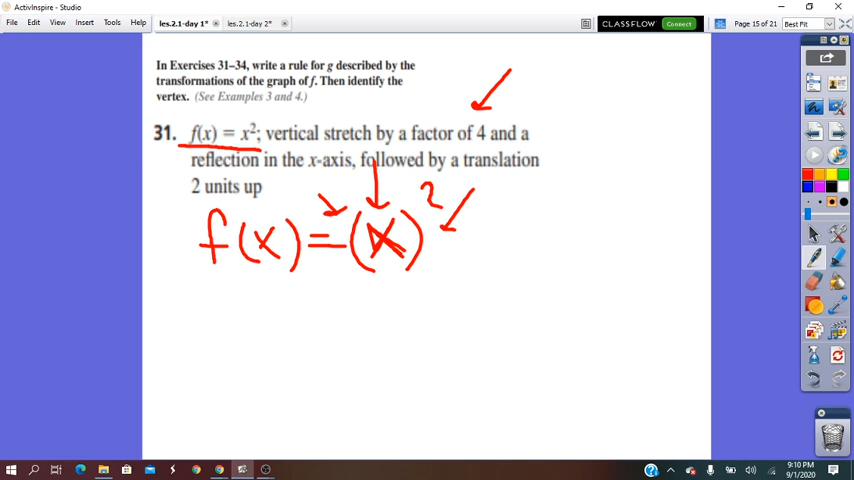 ActivInspire - Studio
File Edit View Insert Tools Help
CLASSFLOW Connect
Page 15 of 21 Best Fit
les.2.1-day 1* les.2.1-day 2*
In Exercises 31–34, write a rule for g described by the
transformations of the graph of f. Then identify the
vertex. (See Examples 3 and 4.)
31. f(x) = x²; vertical stretch by a factor of 4 and a
reflection in the x-axis, followed by a translation
2 units up
f(x) = (x)²
9:10 PM
9/1/2020